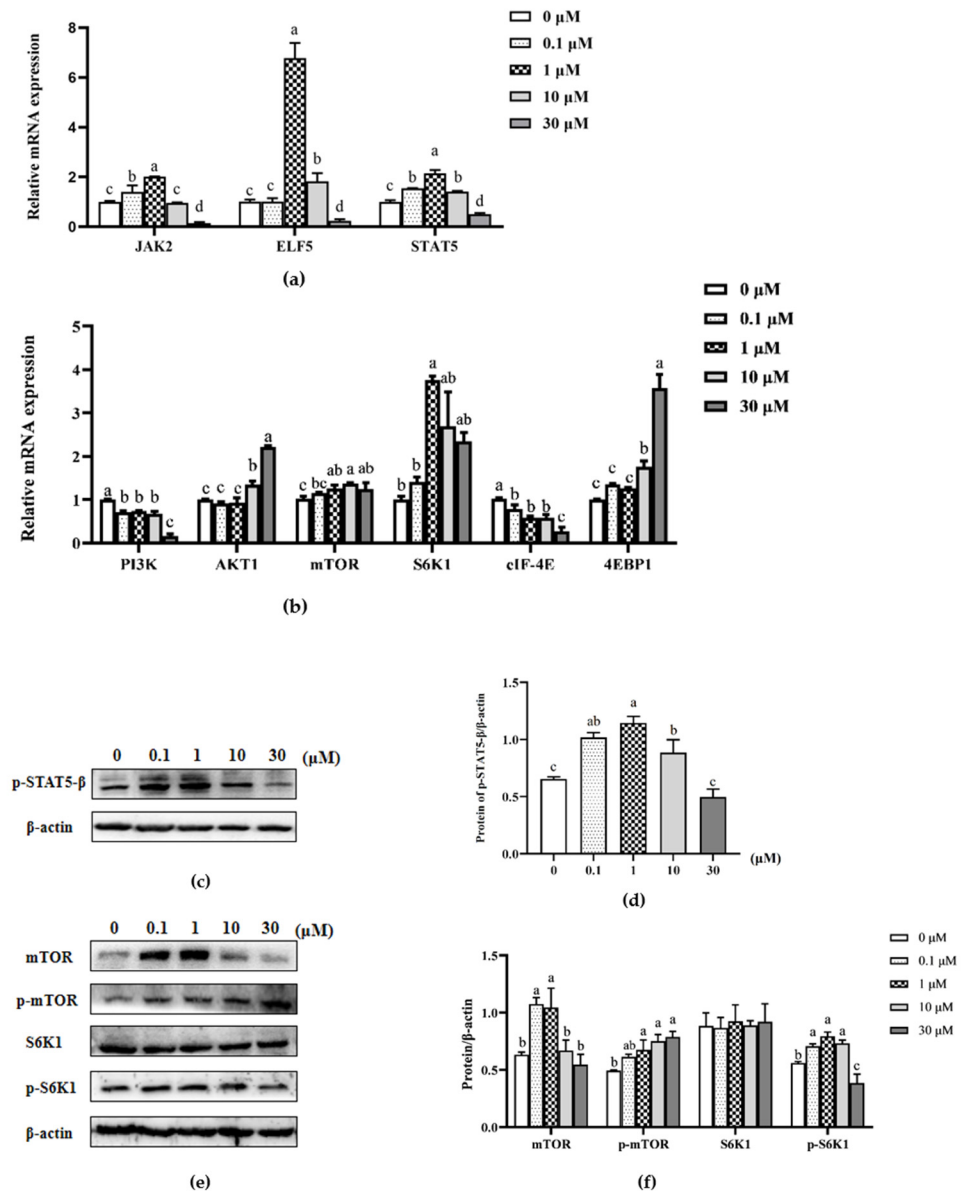 0 µM
0.1 µM
1 µM
10 µM
30 µM
Relative mRNA expression
8
6
4
2
0
c b a c d
c c a b d
c b a b d
JAK2 ELF5 STAT5
(a)
0 µM
0.1 µM
1 µM
10 µM
30 µM
Relative mRNA expression
5
4
3
2
1
0
a b b b c
c c c b a
c bc ab a ab
b b a ab ab
a b b b c
c c c b a
PI3K AKT1 mTOR S6K1 cIF-4E 4EBP1
(b)
0 0.1 1 10 30 (µM)
p-STAT5-β
β-actin
(c)
Protein of p-STAT5-β/β-actin
1.5
1.0
0.5
0.0
c ab a b c
0 0.1 1 10 30 (µM)
(d)
0 0.1 1 10 30 (µM)
mTOR
p-mTOR
S6K1
p-S6K1
β-actin
(e)
0 µM
0.1 µM
1 µM
10 µM
30 µM
Protein/β-actin
1.5
1.0
0.5
0.0
b a a b b
b ab a a a
b a a a c
mTOR p-mTOR S6K1 p-S6K1
(f)